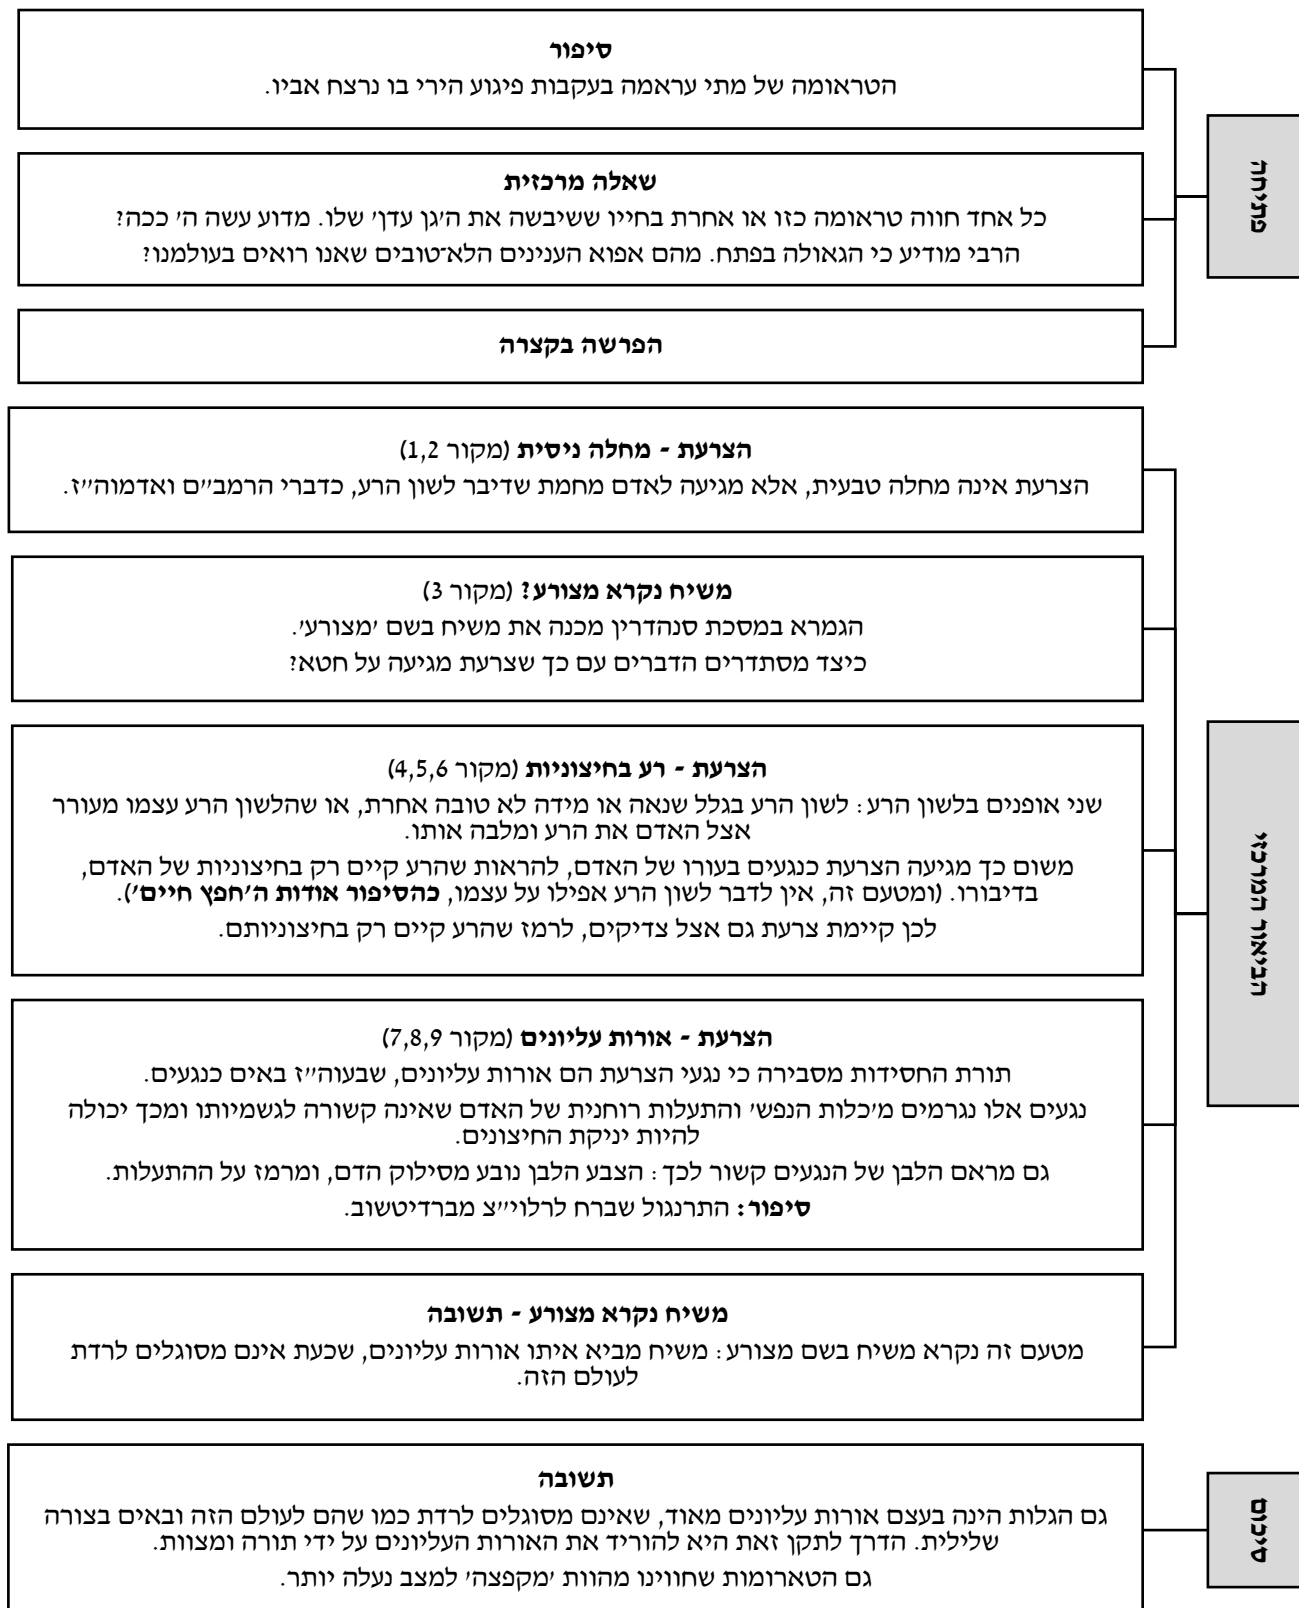 פתיחה
סיפור
הטראומה של מתי עראמה בעקבות פיגוע הירי בו נרצח אביו.
שאלה מרכזית
כל אחד חווה טראומה כזו או אחרת בחייו ששיבשה את ה'גן עדן' שלו. מדוע עשה ה' ככה?
הרבי מודיע כי הגאולה בפתח. מהם אפוא הענינים הלא־טובים שאנו רואים בעולמנו?
הפרשה בקצרה
הביאור המרכזי
הצרעת - מחלה ניסית (מקור 1,2)
הצרעת אינה מחלה טבעית, אלא מגיעה לאדם מחמת שדיבר לשון הרע, כדברי הרמב"ם ואדמוה"ז.
משיח נקרא מצורע? (מקור 3)
הגמרא במסכת סנהדרין מכנה את משיח בשם 'מצורע'.
כיצד מסתדרים הדברים עם כך שצרעת מגיעה על חטא?
הצרעת - רע בחיצוניות (מקור 4,5,6)
שני אופנים בלשון הרע: לשון הרע בגלל שנאה או מידה לא טובה אחרת, או שהלשון הרע עצמו מעורר
אצל האדם את הרע ומלבה אותו.
משום כך מגיעה הצרעת כנגעים בעורו של האדם, להראות שהרע קיים רק בחיצוניות של האדם,
בדיבורו. (ומטעם זה, אין לדבר לשון הרע אפילו על עצמו, כהסיפור אודות ה'חפץ חיים').
לכן קיימת צרעת גם אצל צדיקים, לרמז שהרע קיים רק בחיצוניותם.
הצרעת - אורות עליונים (מקור 7,8,9)
תורת החסידות מסבירה כי נגעי הצרעת הם אורות עליונים, שבעוה"ז באים כנגעים.
נגעים אלו נגרמים מ'כלות הנפש' והתעלות רוחנית של האדם שאינה קשורה לגשמיותו ומכך יכולה
להיות יניקת החיצונים.
גם מראם הלבן של הנגעים קשור לכך: הצבע הלבן נובע מסילוק הדם, ומרמז על ההתעלות.
סיפור: התרנגול שברח לרלוי"צ מברדיטשוב.
משיח נקרא מצורע - תשובה
מטעם זה נקרא משיח בשם מצורע: משיח מביא איתו אורות עליונים, שכעת אינם מסוגלים לרדת
לעולם הזה.
סיכום
תשובה
גם הגלות הינה בעצם אורות עליונים מאוד, שאינם מסוגלים לרדת כמו שהם לעולם הזה ובאים בצורה
שלילית. הדרך לתקן זאת היא להוריד את האורות העליונים על ידי תורה ומצוות.
גם הטארומות שחווינו מהוות 'מקפצה' למצב נעלה יותר.